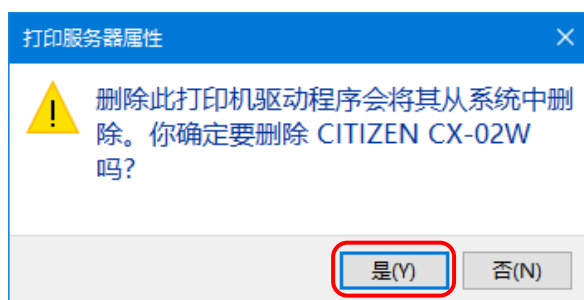 打印服务器属性
删除此打印机驱动程序会将其从系统中删
除。你确定要删除 CITIZEN CX-02W
吗?
是(Y) 否(N)